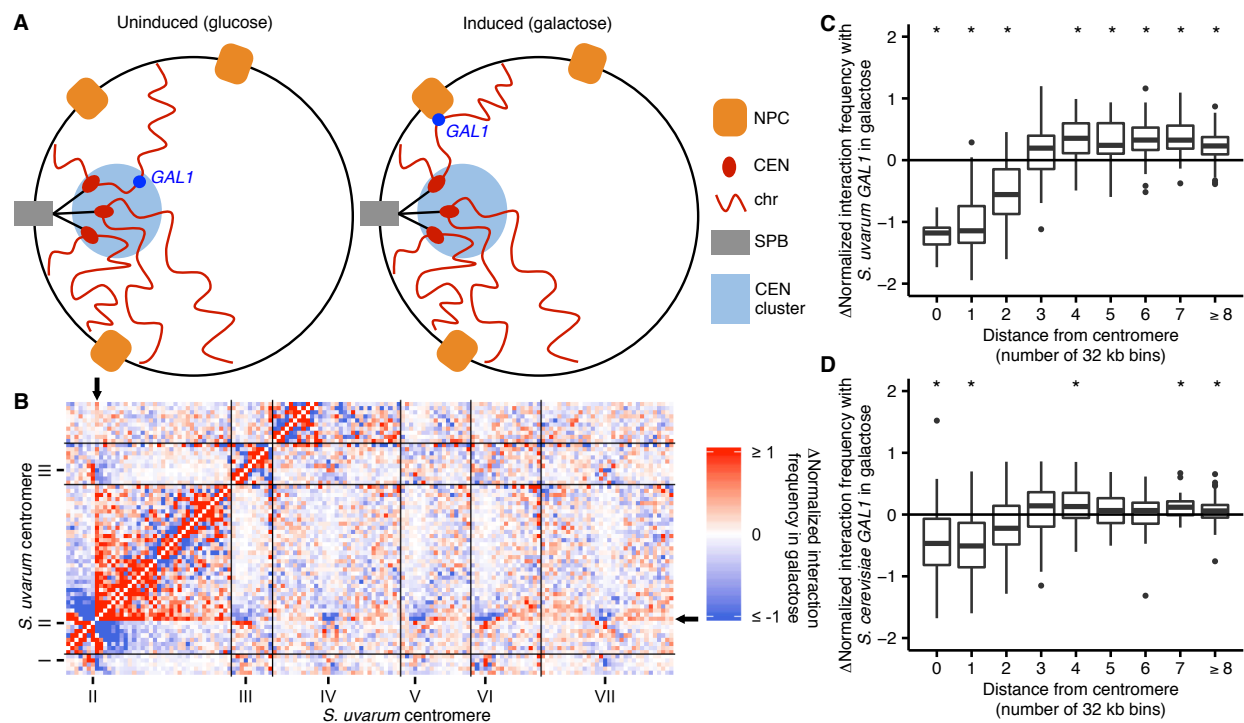 A
Uninduced (glucose)
Induced (galactose)
GAL1
GAL1
NPC
CEN
chr
SPB
CEN
cluster
SPB
SPB
B
S. uvarum centromere
III
II
I
II
III
IV
V
VI
VII
S. uvarum centromere
≥ 1
0
≤ -1
ΔNormalized interaction
frequency in galactose
C
ΔNormalized interaction frequency with
S. uvarum GAL1 in galactose
2
1
0
−1
−2
* * * * * * * *
0 1 2 3 4 5 6 7 ≥ 8
Distance from centromere
(number of 32 kb bins)
D
ΔNormalized interaction frequency with
S. cerevisiae GAL1 in galactose
2
1
0
−1
−2
* * * * *
0 1 2 3 4 5 6 7 ≥ 8
Distance from centromere
(number of 32 kb bins)